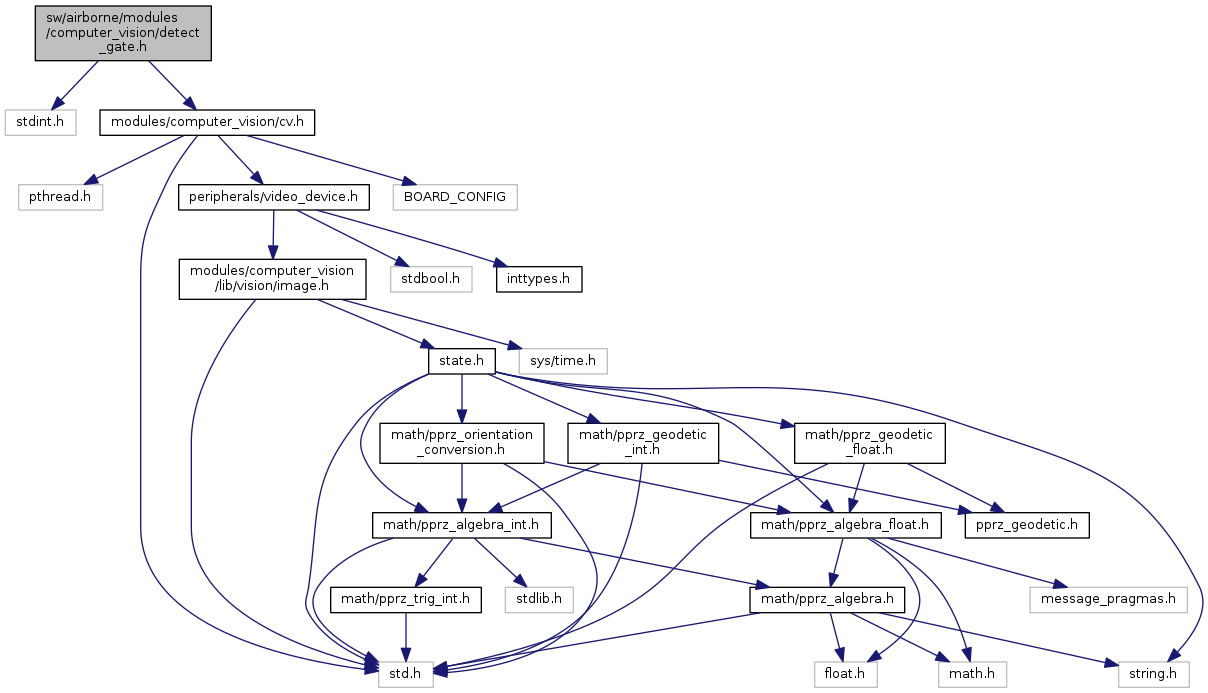 sw/airborne/modules
/computer_vision/detect
_gate.h
stdint.h
modules/computer_vision/cv.h
pthread.h
peripherals/video_device.h
BOARD_CONFIG
modules/computer_vision
/lib/vision/image.h
stdbool.h
inttypes.h
state.h
sys/time.h
math/pprz_orientation
_conversion.h
math/pprz_geodetic
_int.h
math/pprz_geodetic
_float.h
math/pprz_algebra_int.h
math/pprz_algebra_float.h
pprz_geodetic.h
math/pprz_trig_int.h
stdlib.h
math/pprz_algebra.h
message_pragmas.h
std.h
float.h
math.h
string.h